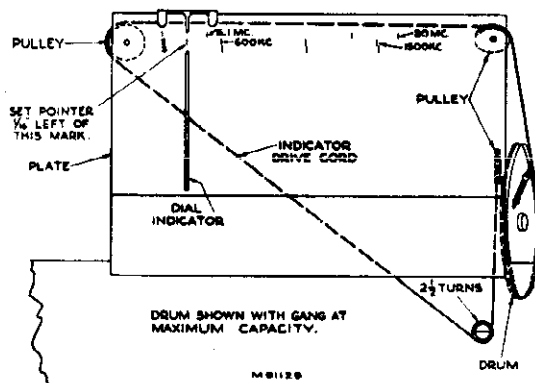 PULLEY
600KC
1500KC
PULLEY
SET POINTER
1/16 LEFT OF
THIS MARK.
PLATE
INDICATOR
DRIVE CORD
DIAL
INDICATOR
2½ TURNS
DRUM SHOWN WITH GANG AT
MAXIMUM CAPACITY.
DRUM